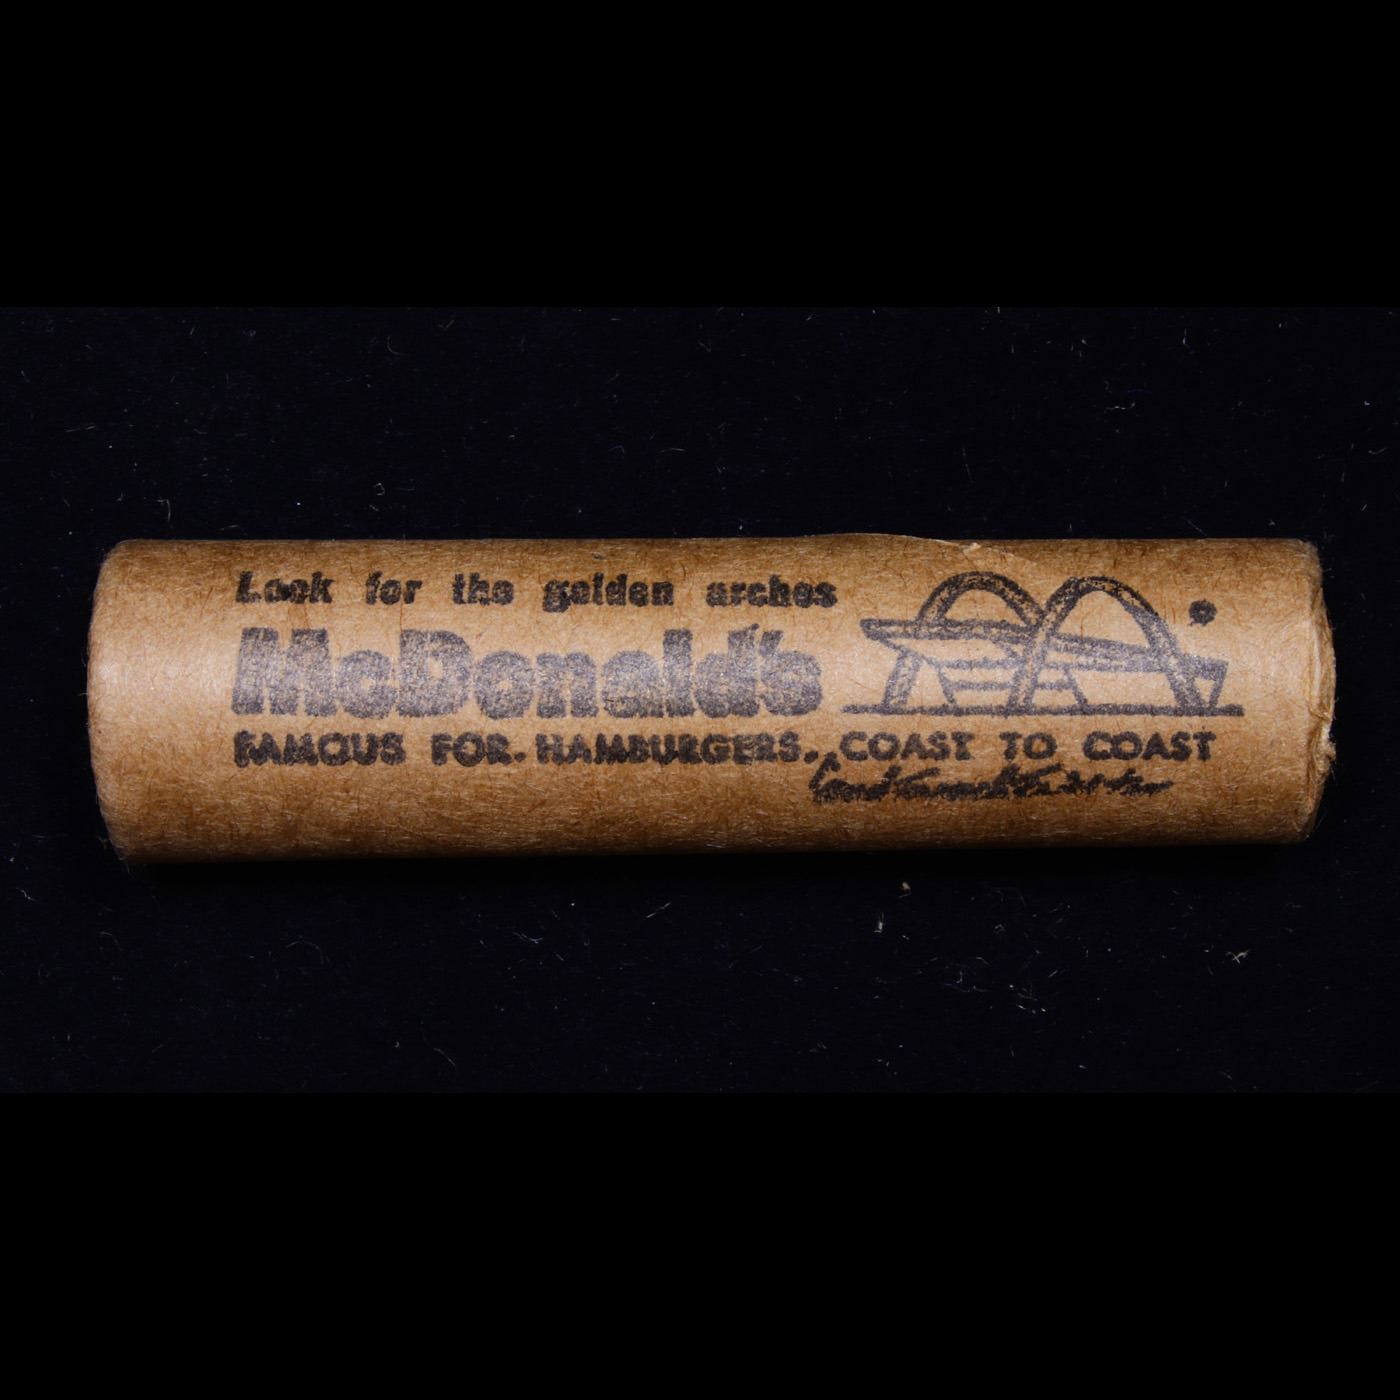 Look for the golden arches
McDonald's
FAMOUS FOR. HAMBURGERS, COAST TO COAST